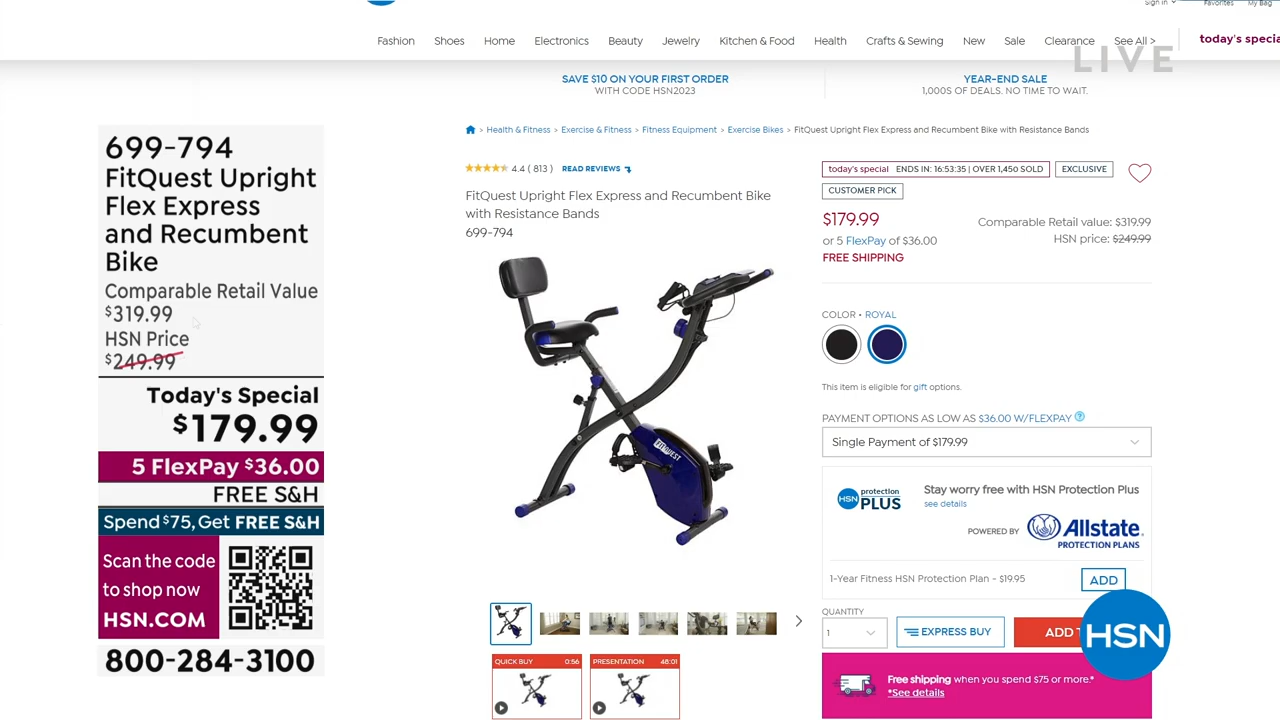 Sign in
Favorites
My Bag
Fashion
Shoes
Home
Electronics
Beauty
Jewelry
Kitchen & Food
Health
Crafts & Sewing
New
Sale
Clearance
See All >
today's specia
LIVE
SAVE $10 ON YOUR FIRST ORDER
WITH CODE HSN2023
YEAR-END SALE
1,000S OF DEALS. NO TIME TO WAIT.
699-794
FitQuest Upright
Flex Express
and Recumbent
Bike
Comparable Retail Value
$319.99
HSN Price
$249.99
Today's Special
$179.99
5 FlexPay $36.00
FREE S&H
Spend $75, Get FREE S&H
Scan the code
to shop now
HSN.COM
800-284-3100
> Health & Fitness > Exercise & Fitness > Fitness Equipment > Exercise Bikes > FitQuest Upright Flex Express and Recumbent Bike with Resistance Bands
4.4 ( 813 ) READ REVIEWS
FitQuest Upright Flex Express and Recumbent Bike
with Resistance Bands
699-794
FITQUEST
QUICK BUY 0:56
PRESENTATION 48:01
today's special ENDS IN: 16:53:35 | OVER 1,450 SOLD
EXCLUSIVE
CUSTOMER PICK
$179.99
Comparable Retail value: $319.99
or 5 FlexPay of $36.00
HSN price: $249.99
FREE SHIPPING
COLOR • ROYAL
This item is eligible for gift options.
PAYMENT OPTIONS AS LOW AS $36.00 W/FLEXPAY ?
Single Payment of $179.99
HSN protection PLUS
Stay worry free with HSN Protection Plus
see details
POWERED BY
Allstate.
PROTECTION PLANS
1-Year Fitness HSN Protection Plan - $19.95
ADD
QUANTITY
1
EXPRESS BUY
ADD
HSN
Free shipping when you spend $75 or more.*
*See details